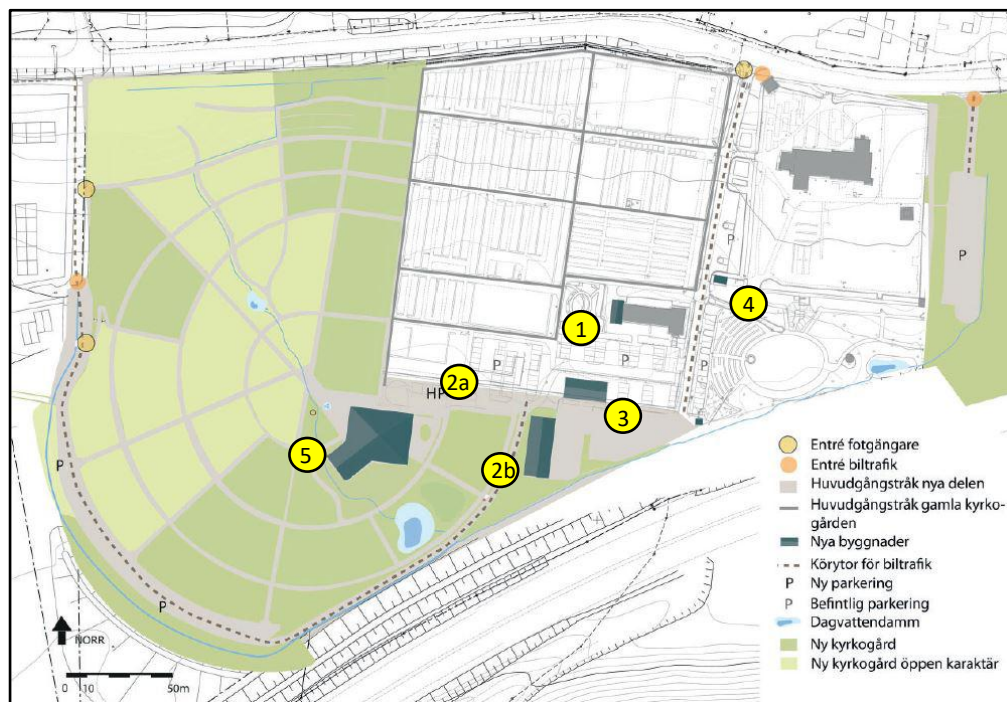 P
P
4
1
P
P
P
2a
HP
3
5
2b
P
P
NORR
0 10 50m
Entré fotgängare
Entré biltrafik
Huvudgångstråk nya delen
Huvudgångstråk gamla kyrko-
gården
Nya byggnader
Körytor för biltrafik
P Ny parkering
P Befintlig parkering
Dagvattendamm
Ny kyrkogård
Ny kyrkogård öppen karaktär